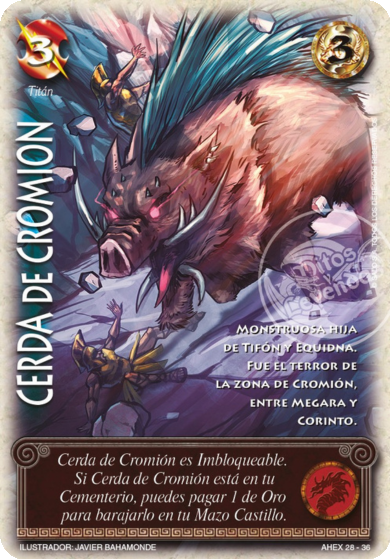 3
3
Titán
CERDA DE CROMION
mitos y leyendas
Monstruosa hija
de Tifón y Equidna.
Fue el terror de
la zona de Cromión,
entre Megara y
Corinto.
Cerda de Cromión es Imbloqueable.
Si Cerda de Cromión está en tu
Cementerio, puedes pagar 1 de Oro
para barajarlo en tu Mazo Castillo.
ILUSTRADOR: JAVIER BAHAMONDE
AHEX 28 - 36